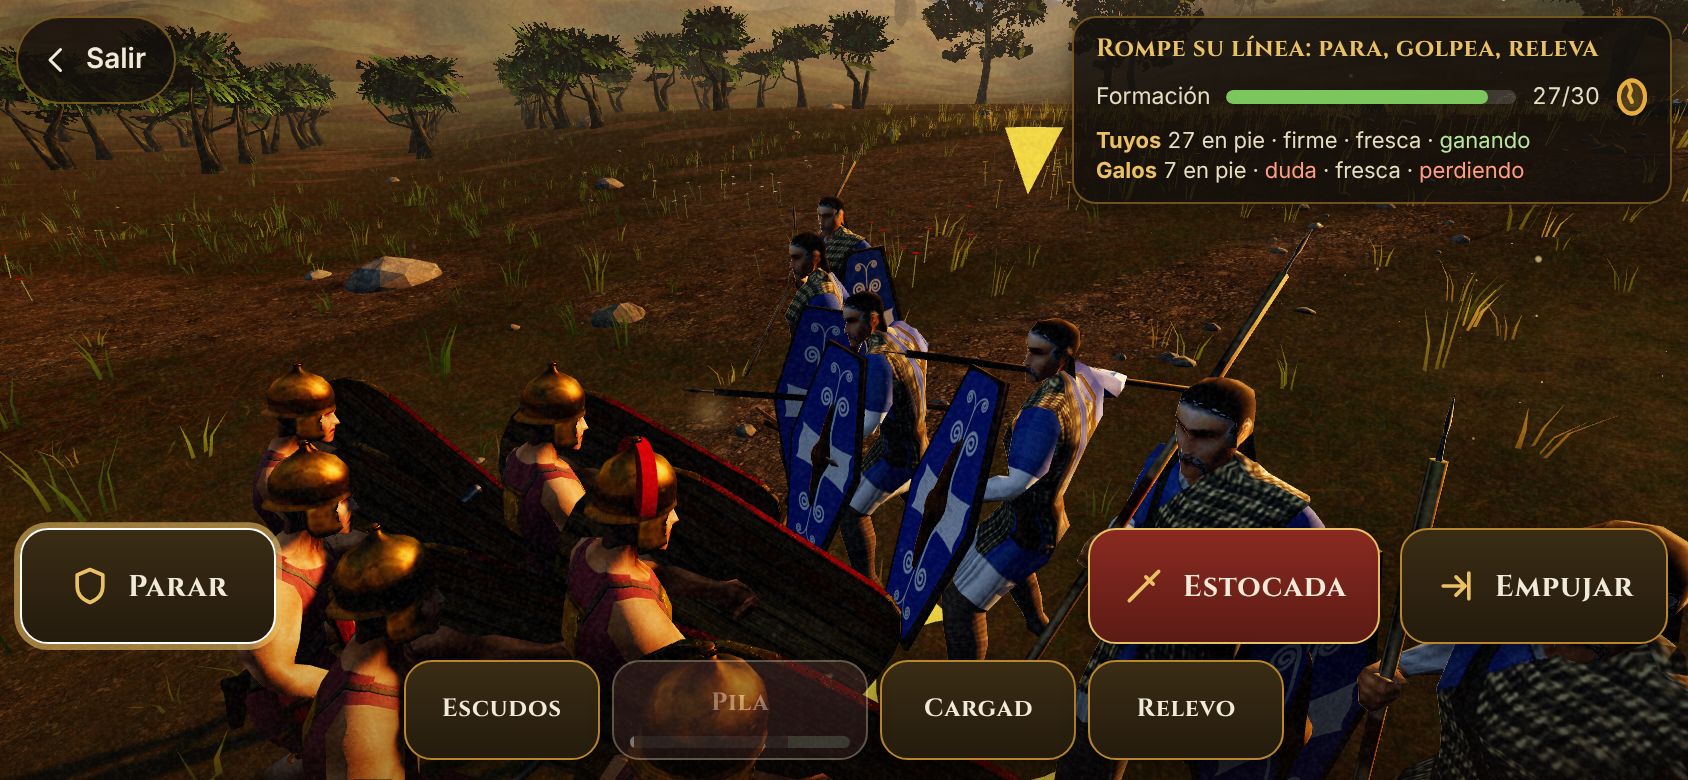 Salir
ROMPE SU LÍNEA: PARA, GOLPEA, RELEVA
Formación 27/30
Tuyos 27 en pie · firme · fresca · ganando
Galos 7 en pie · duda · fresca · perdiendo
PARAR
ESTOCADA
EMPUJAR
ESCUDOS
PILA
CARGAD
RELEVO